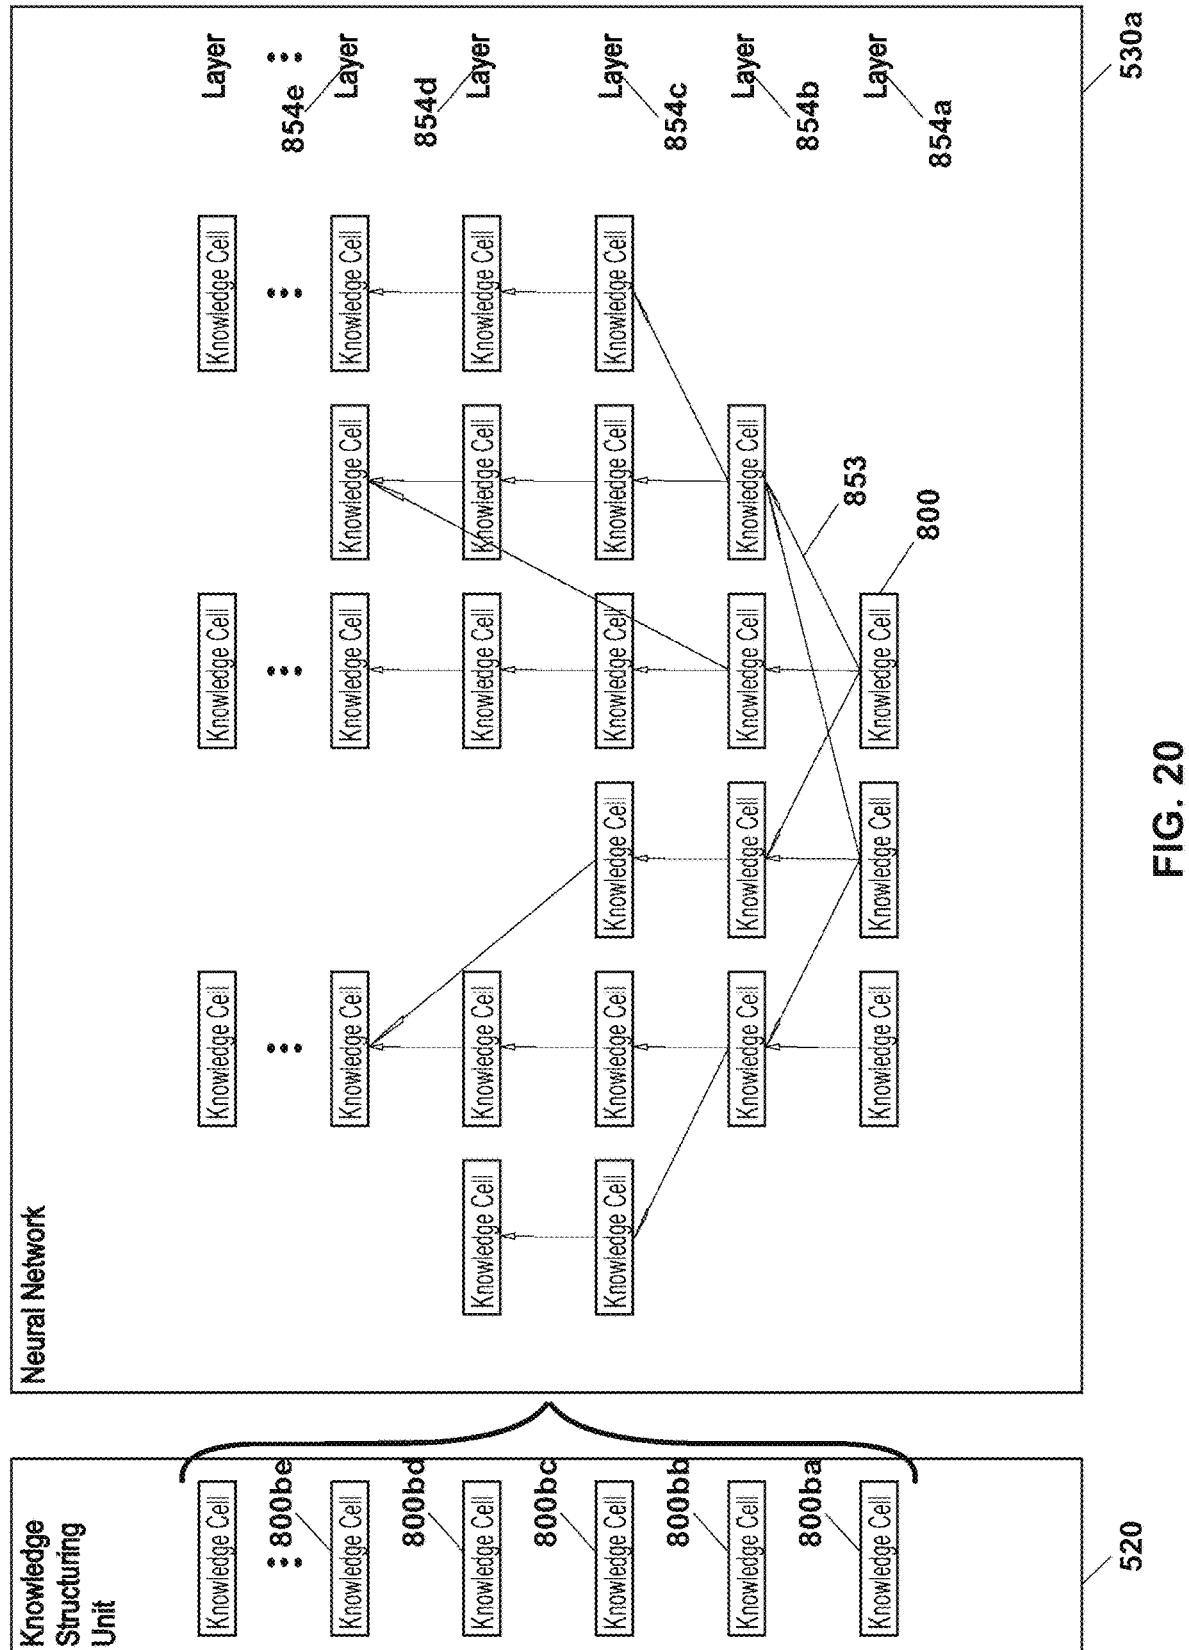 Knowledge
Structuring
Unit
Neural Network
Knowledge Cell
Knowledge Cell
Knowledge Cell
Knowledge Cell
Layer
800be
854e
Knowledge Cell
Knowledge Cell
Knowledge Cell
Knowledge Cell
Knowledge Cell
Layer
800bd
854d
Knowledge Cell
Knowledge Cell
Knowledge Cell
Knowledge Cell
Knowledge Cell
Knowledge Cell
Layer
800bc
Knowledge Cell
Knowledge Cell
Knowledge Cell
Knowledge Cell
Knowledge Cell
Knowledge Cell
Knowledge Cell
Layer
800bb
854c
Knowledge Cell
Knowledge Cell
Knowledge Cell
Knowledge Cell
Knowledge Cell
Layer
800ba
854b
853
Knowledge Cell
Knowledge Cell
Knowledge Cell
Knowledge Cell
Layer
800
854a
520
530a
FIG. 20